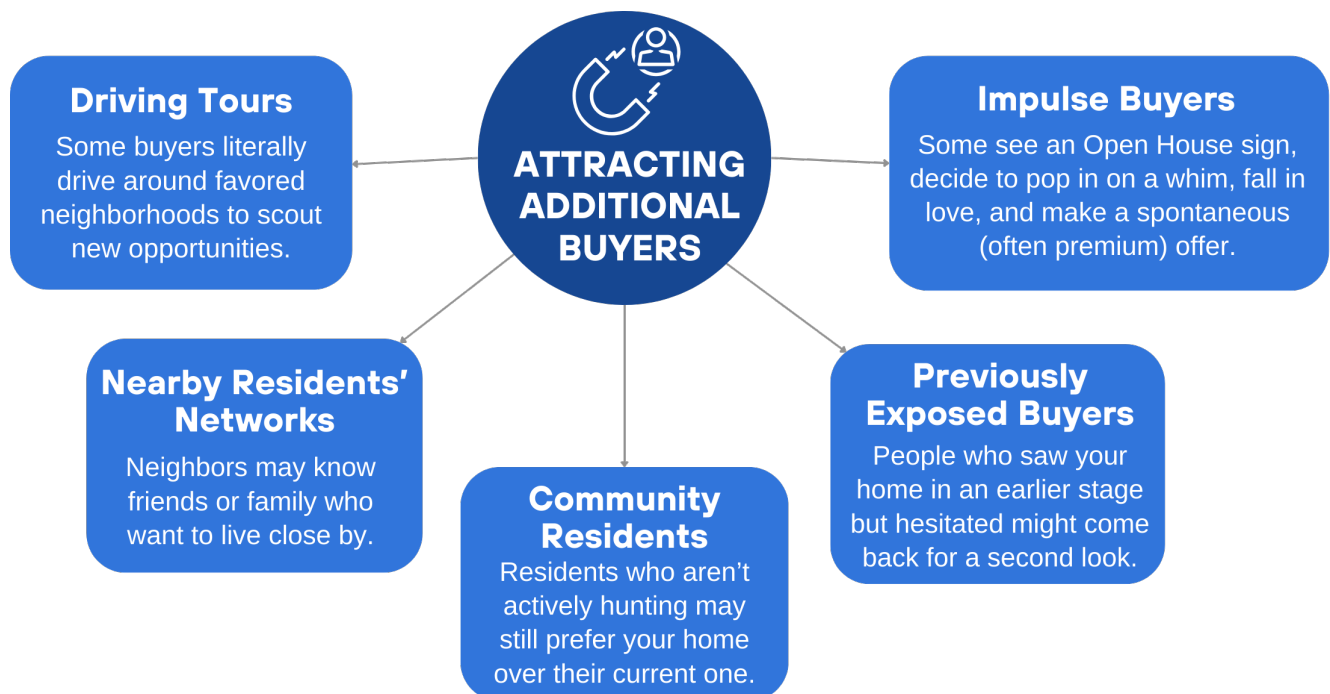 ATTRACTING
ADDITIONAL
BUYERS
Driving Tours
Some buyers literally
drive around favored
neighborhoods to scout
new opportunities.
Impulse Buyers
Some see an Open House sign,
decide to pop in on a whim, fall in
love, and make a spontaneous
(often premium) offer.
Nearby Residents’
Networks
Neighbors may know
friends or family who
want to live close by.
Community
Residents
Residents who aren’t
actively hunting may
still prefer your home
over their current one.
Previously
Exposed Buyers
People who saw your
home in an earlier stage
but hesitated might come
back for a second look.